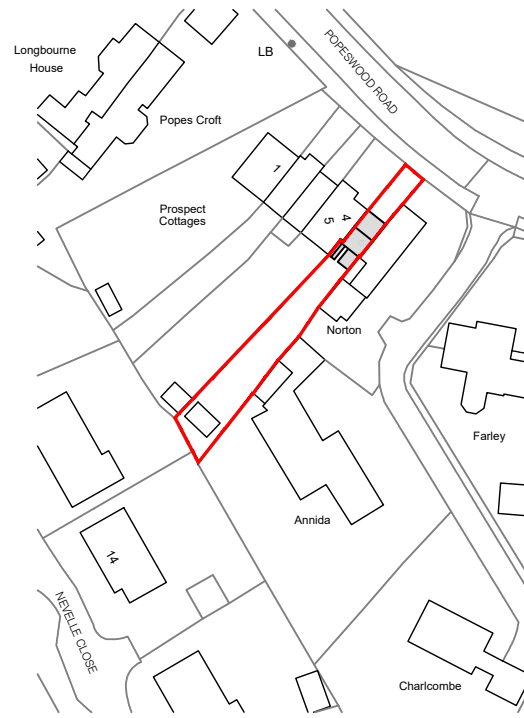 Longbourne
House
LB
POPESWOOD ROAD
Popes Croft
1
Prospect
Cottages
4
5
Norton
Farley
Annida
14
NEVELLE CLOSE
Charlcombe